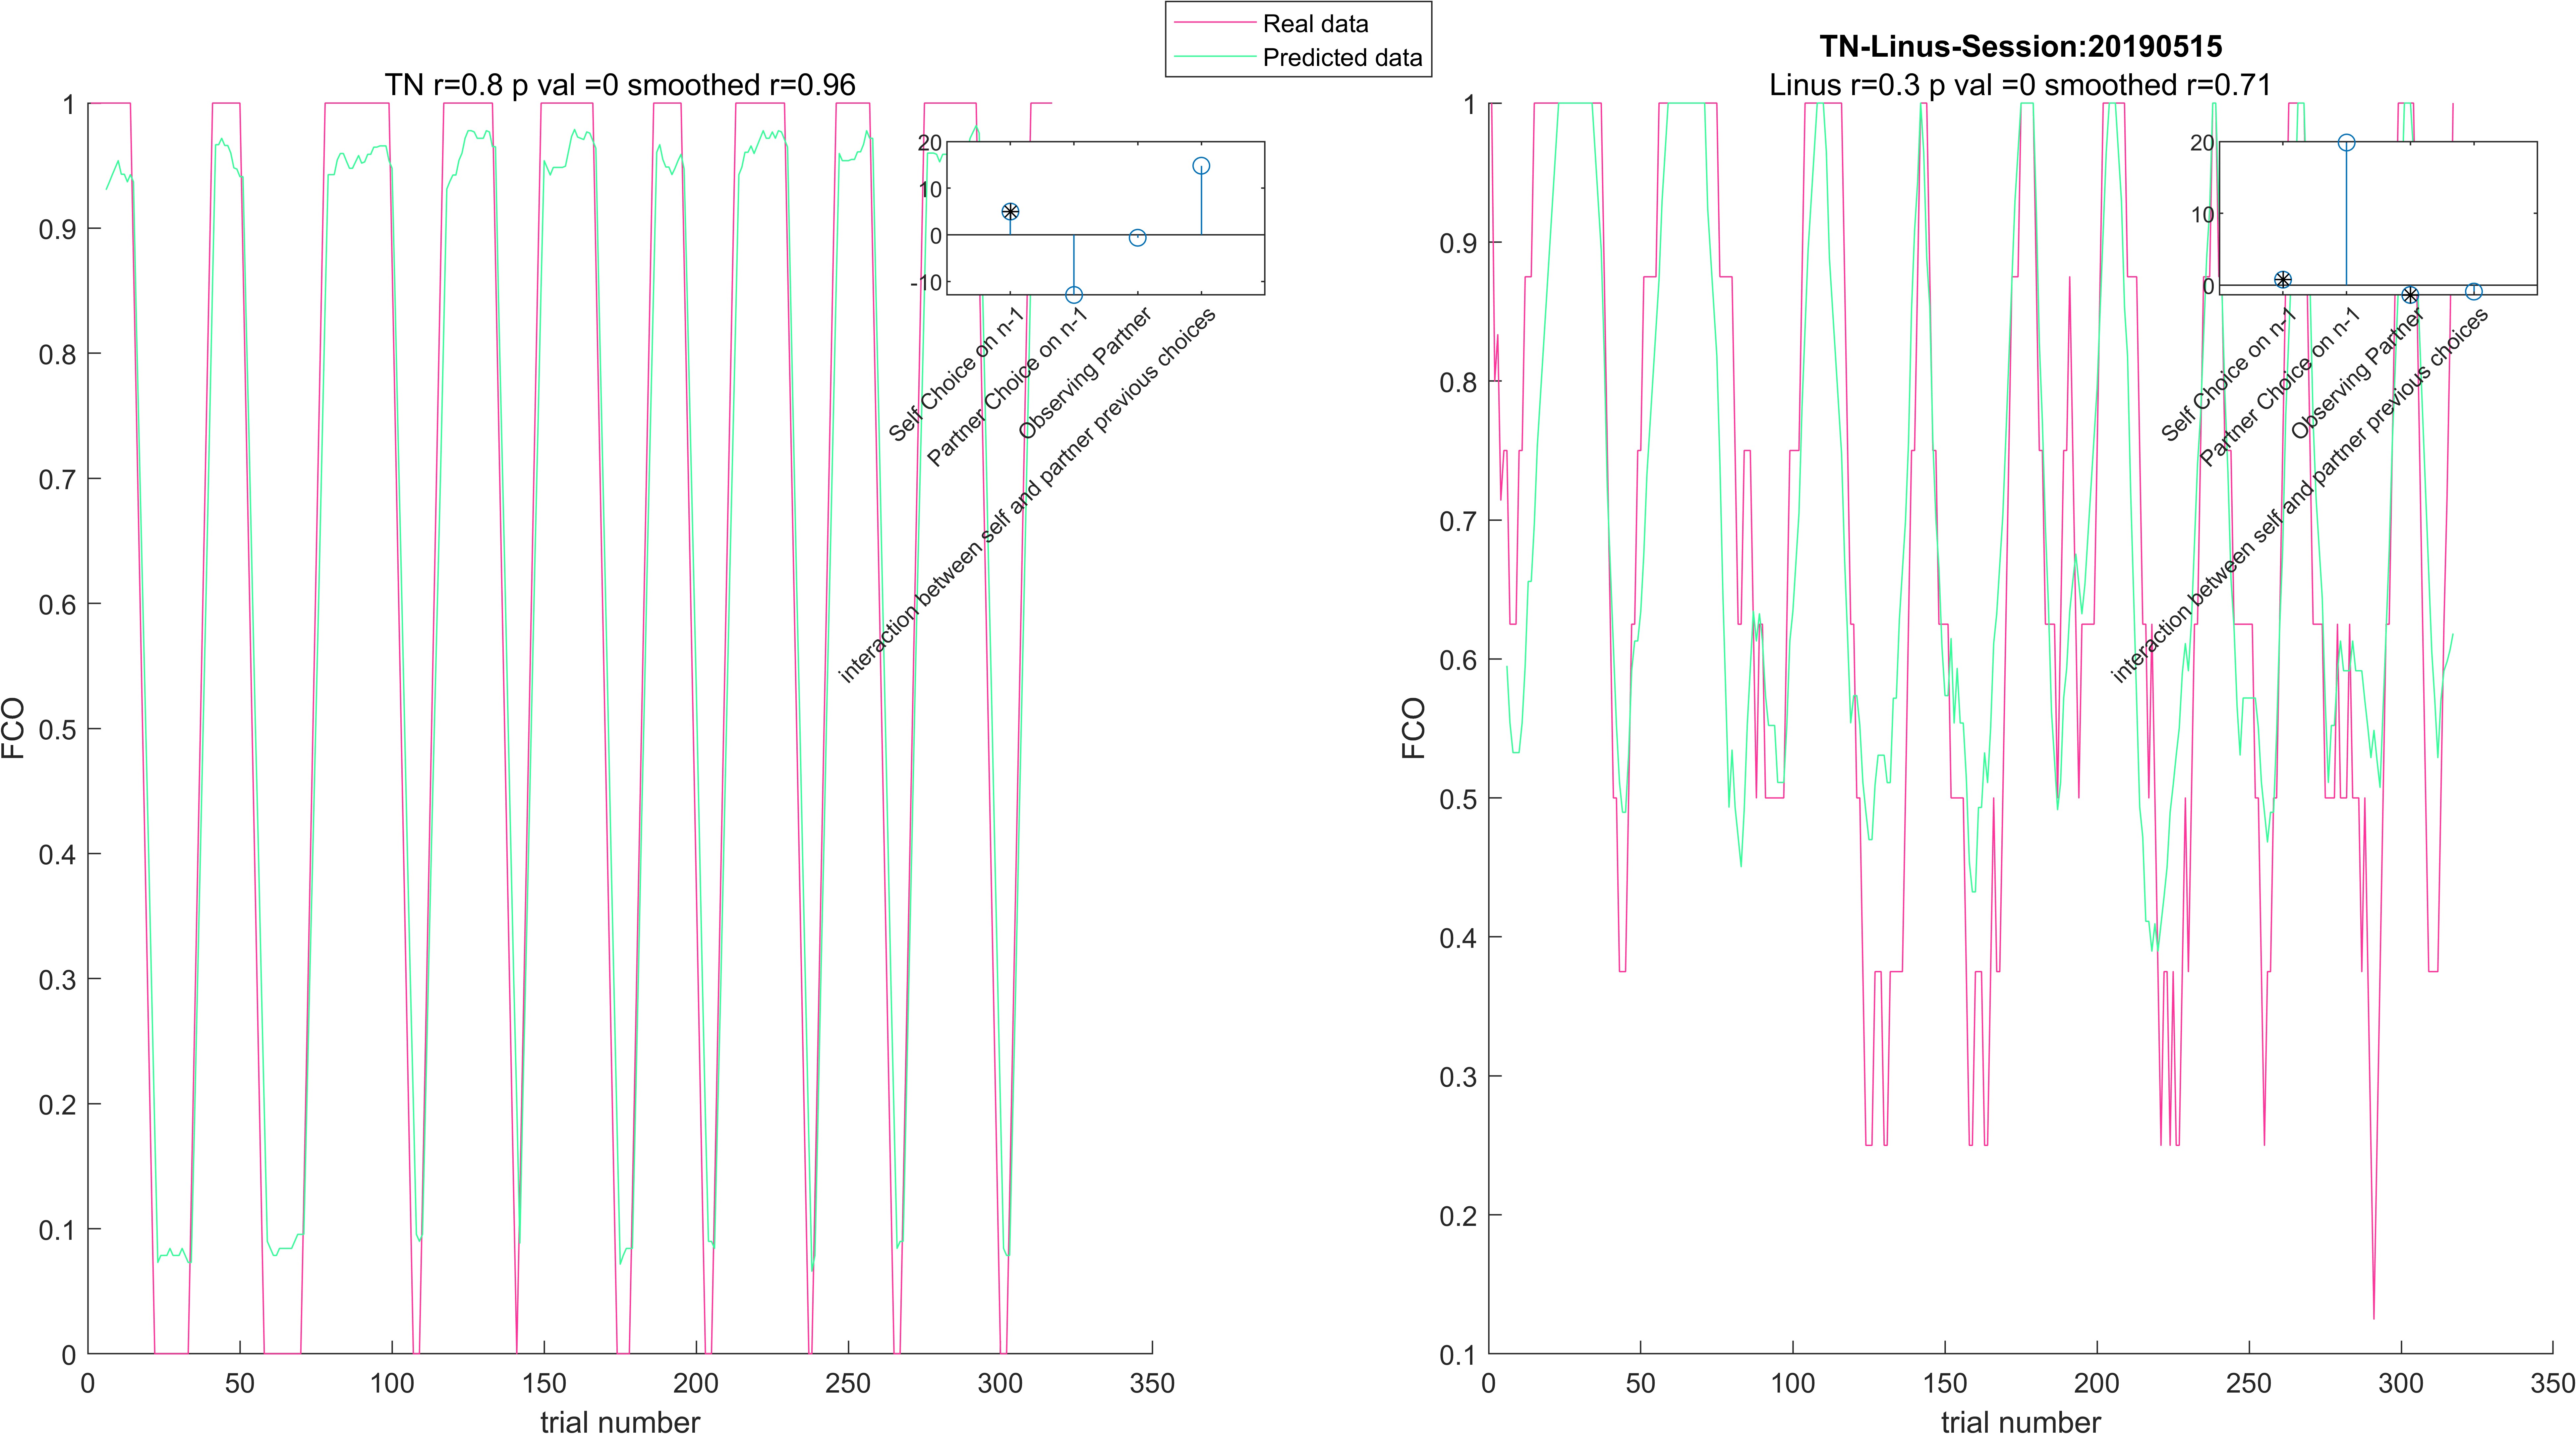 Real data
Predicted data
TN r=0.8 p val =0 smoothed r=0.96
1
0.9
0.8
0.7
0.6
0.5
0.4
0.3
0.2
0.1
0
FCO
0
50
100
150
200
250
300
350
trial number
20
10
0
-10
Self Choice on n-1
Partner Choice on n-1
Observing Partner
interaction between self and partner previous choices
TN-Linus-Session:20190515
Linus r=0.3 p val =0 smoothed r=0.71
1
0.9
0.8
0.7
0.6
0.5
0.4
0.3
0.2
0.1
FCO
0
50
100
150
200
250
300
350
trial number
20
10
0
Self Choice on n-1
Partner Choice on n-1
Observing Partner
interaction between self and partner previous choices